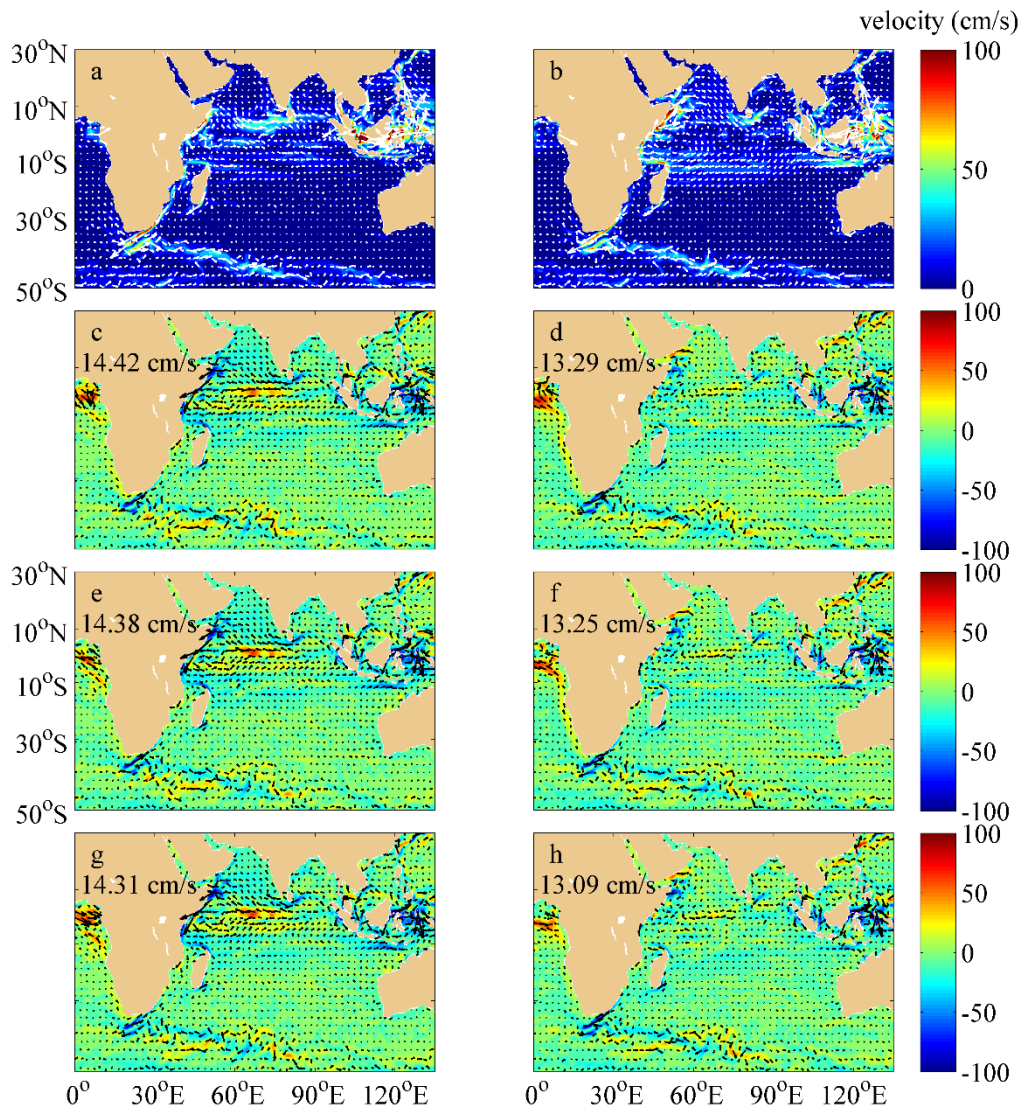 velocity (cm/s)
30°N
10°N
10°S
30°S
50°S
a
b
100
50
0
c
14.42 cm/s
d
13.29 cm/s
100
50
0
-50
-100
30°N
10°N
10°S
30°S
50°S
e
14.38 cm/s
f
13.25 cm/s
100
50
0
-50
-100
g
14.31 cm/s
h
13.09 cm/s
100
50
0
-50
-100
0° 30°E 60°E 90°E 120°E
0° 30°E 60°E 90°E 120°E